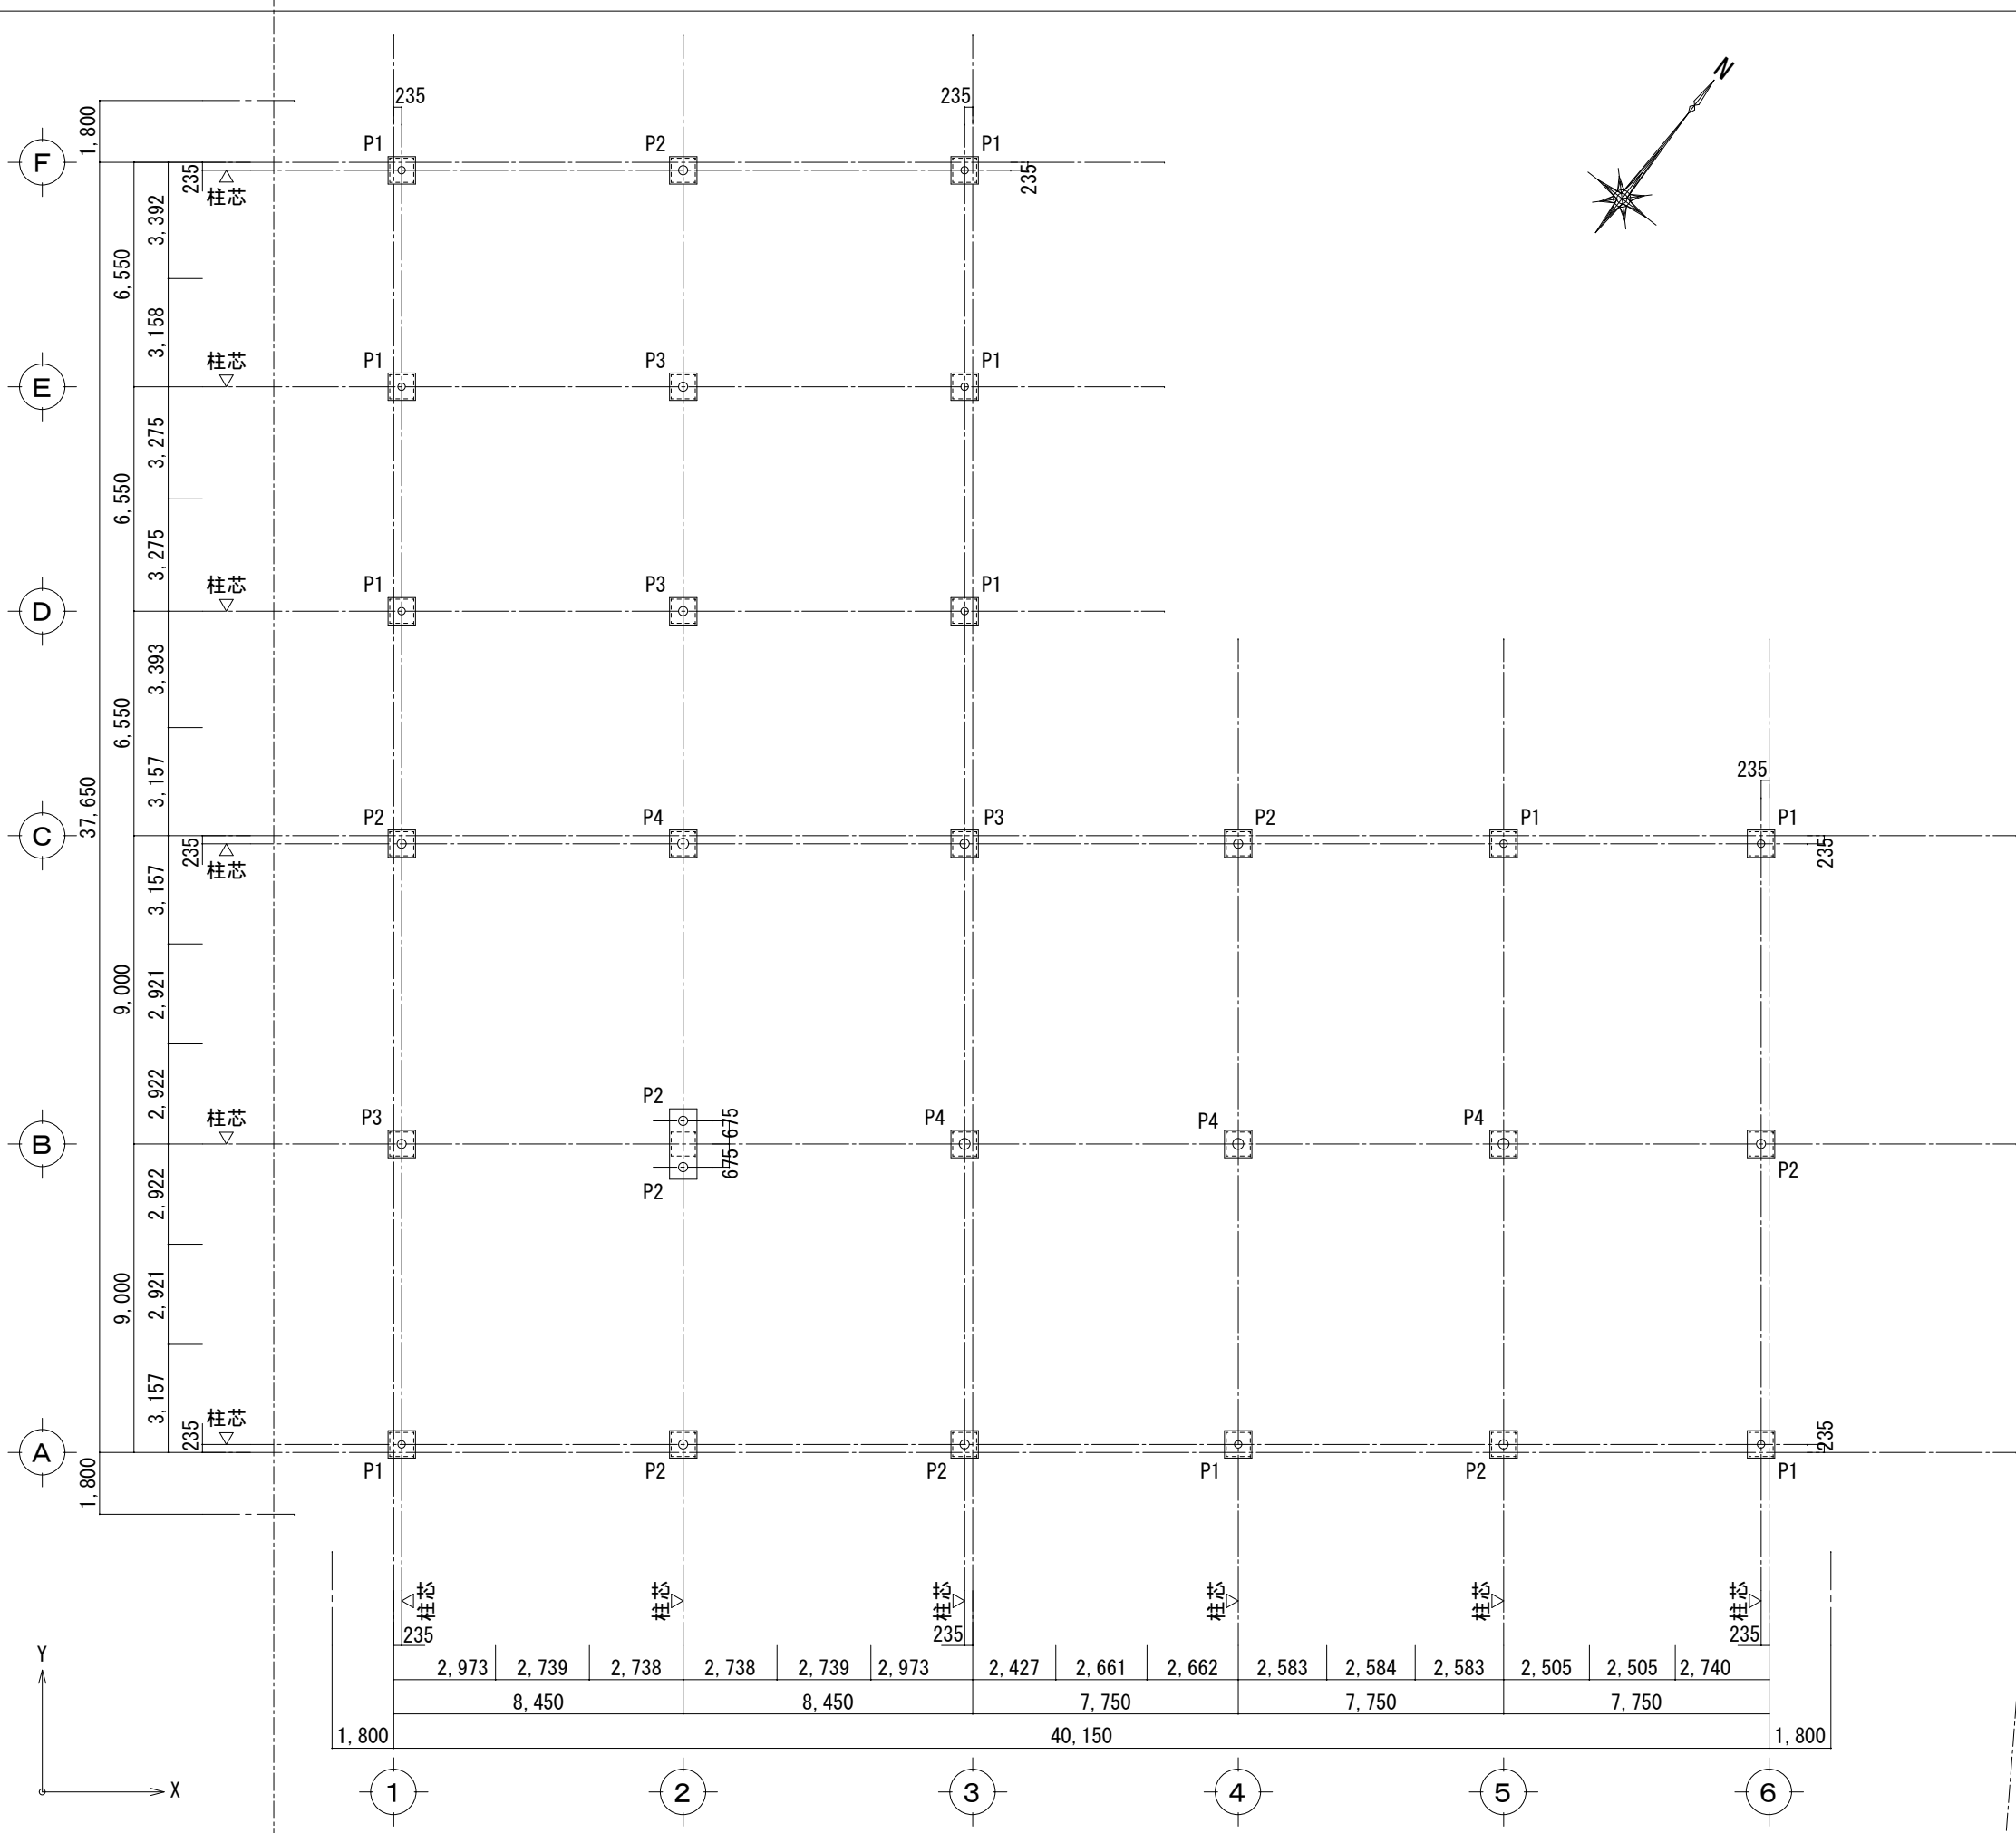 N
235
235
1,800
F
P1
P2
P1
235
235
柱芯
3,392
6,550
3,158
E
柱芯
P1
P3
P1
3,275
6,550
3,275
D
柱芯
P1
P3
P1
3,393
6,550
3,157
235
37,650
C
P2
P4
P3
P2
P1
P1
235
235
柱芯
3,157
9,000
2,921
2,922
P2
B
柱芯
P3
675
675
P4
P4
P4
P2
P2
2,922
9,000
2,921
3,157
235
柱芯
235
A
P1
P2
P2
P1
P2
P1
1,800
柱芯
柱芯
柱芯
柱芯
柱芯
柱芯
235
235
235
Y
2,973
2,739
2,738
2,738
2,739
2,973
2,427
2,661
2,662
2,583
2,584
2,583
2,505
2,505
2,740
8,450
8,450
7,750
7,750
7,750
1,800
40,150
1,800
X
1
2
3
4
5
6